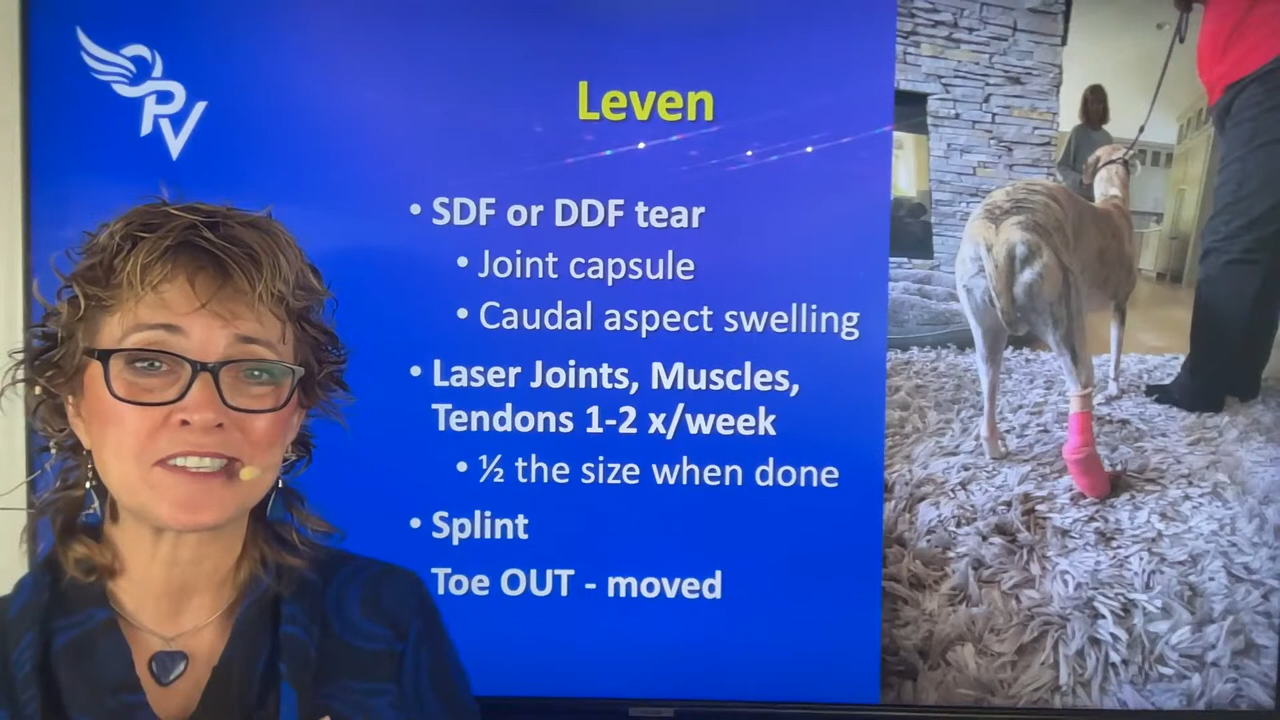 RV
Leven
• SDF or DDF tear
• Joint capsule
• Caudal aspect swelling
• Laser Joints, Muscles,
Tendons 1-2 x/week
• ½ the size when done
• Splint
Toe OUT - moved